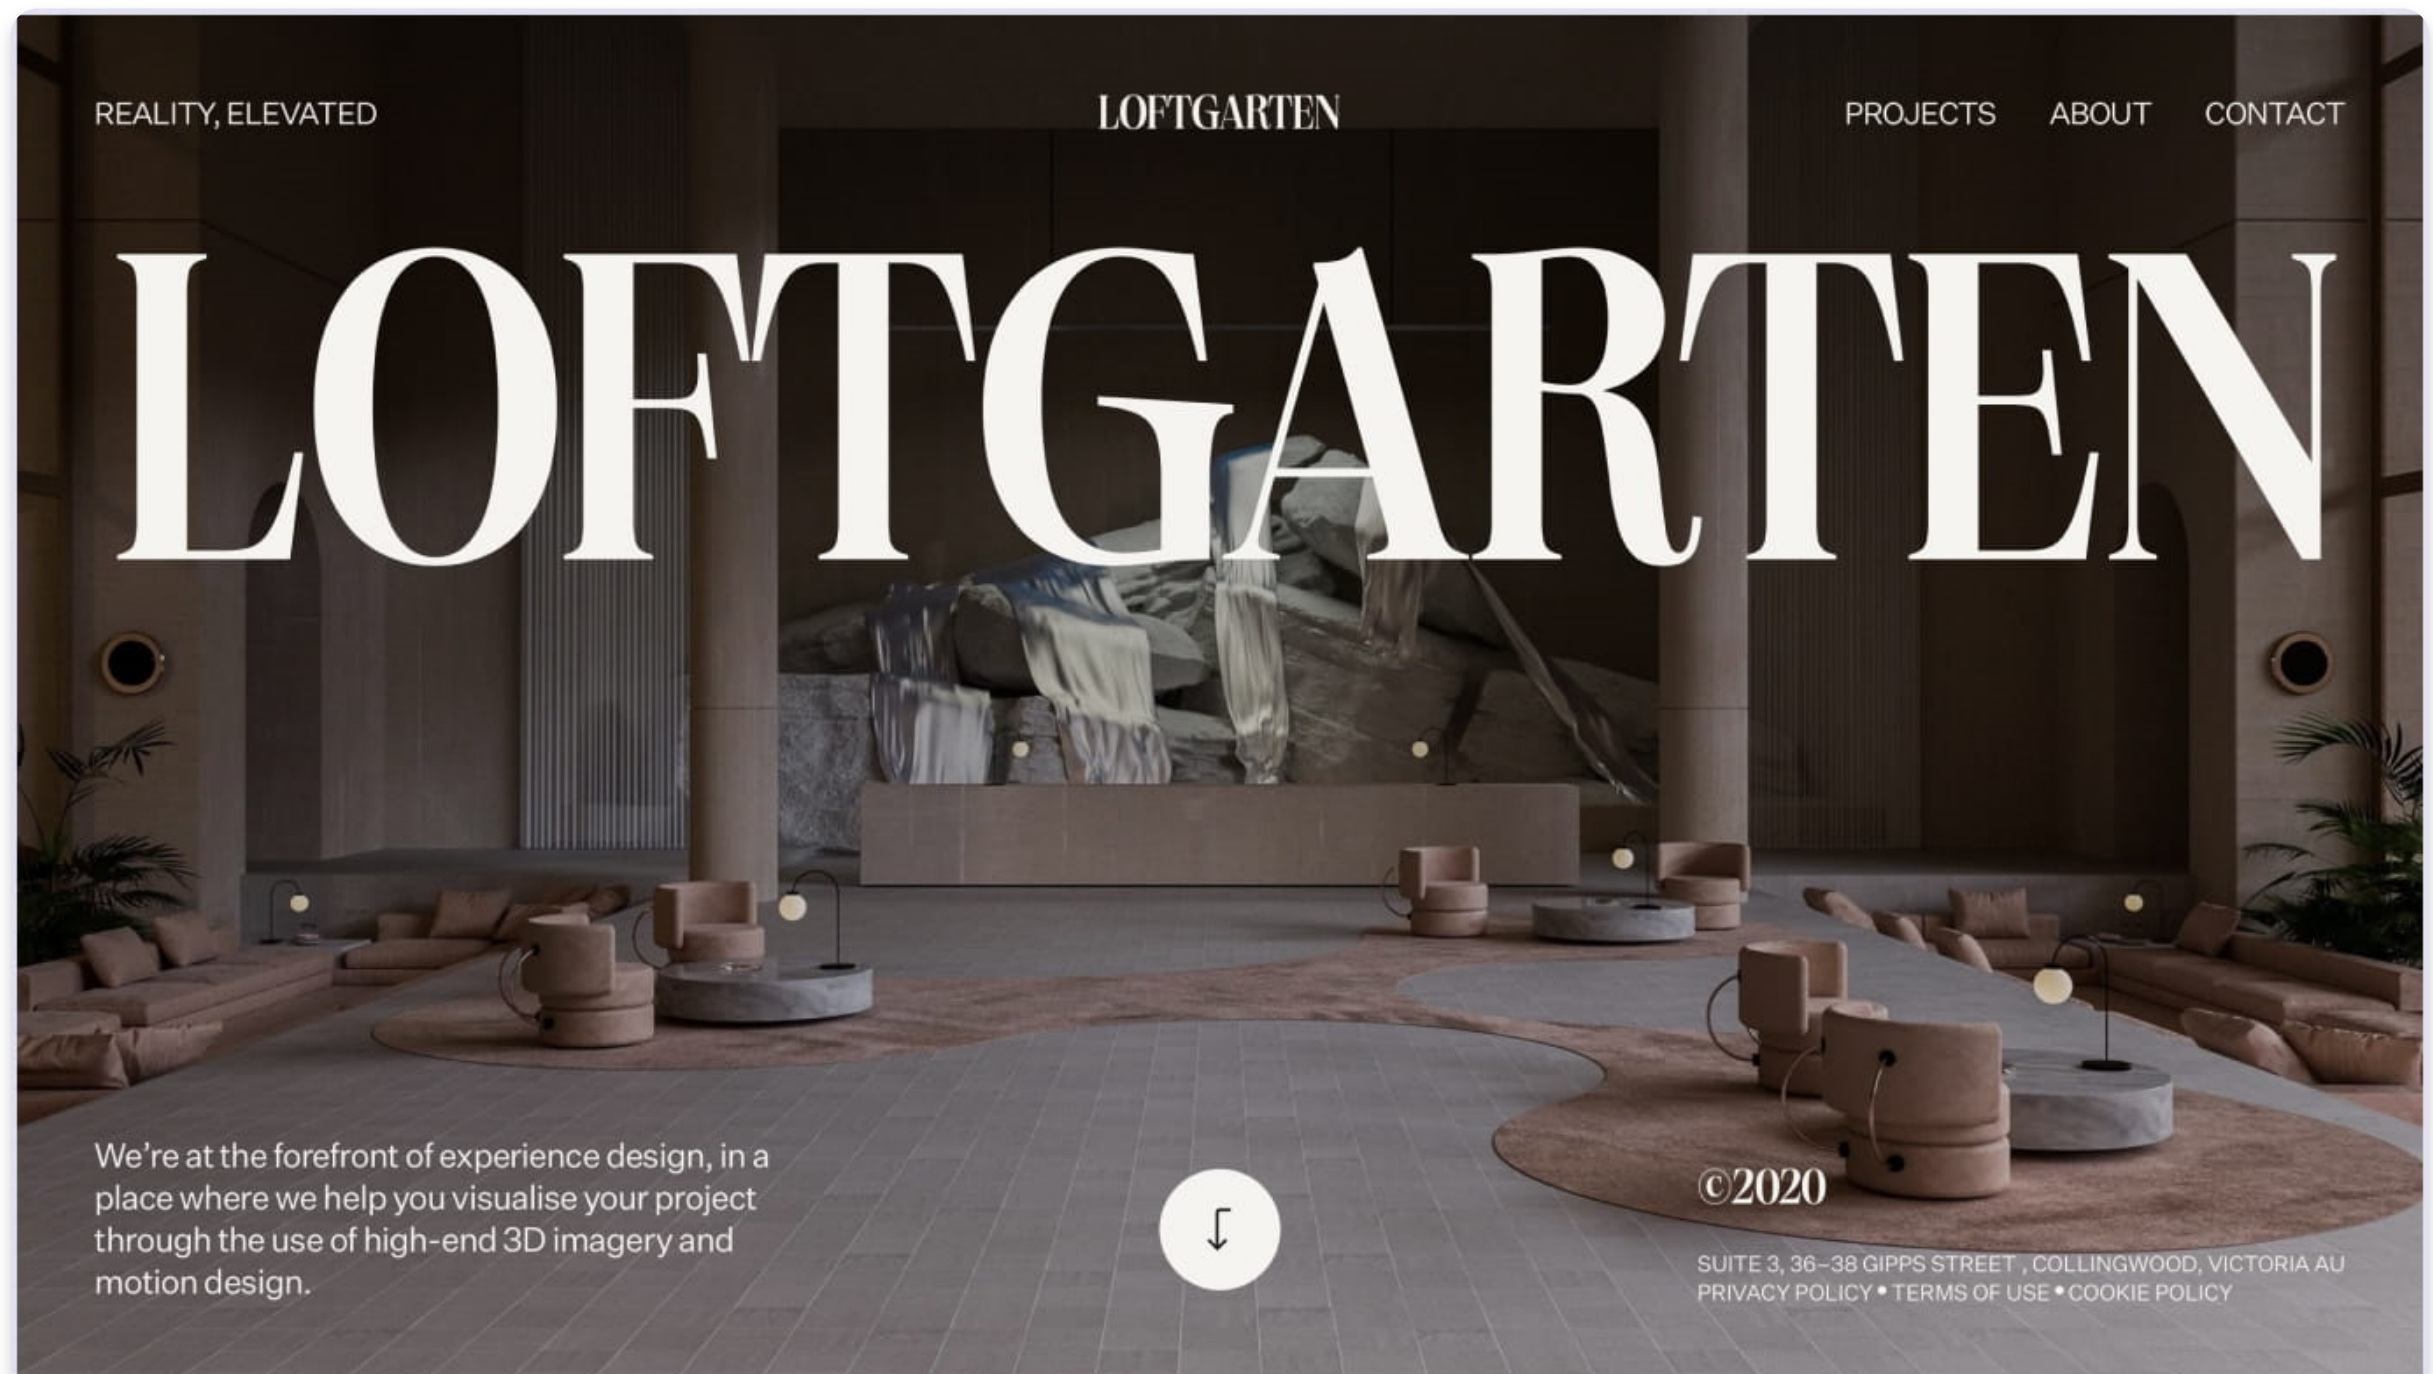 REALITY, ELEVATED
LOFTGARTEN
PROJECTS ABOUT CONTACT
LOFTGARTEN
We’re at the forefront of experience design, in a
place where we help you visualise your project
through the use of high-end 3D imagery and
motion design.
©2020
SUITE 3, 36–38 GIPPS STREET , COLLINGWOOD, VICTORIA AU
PRIVACY POLICY • TERMS OF USE • COOKIE POLICY